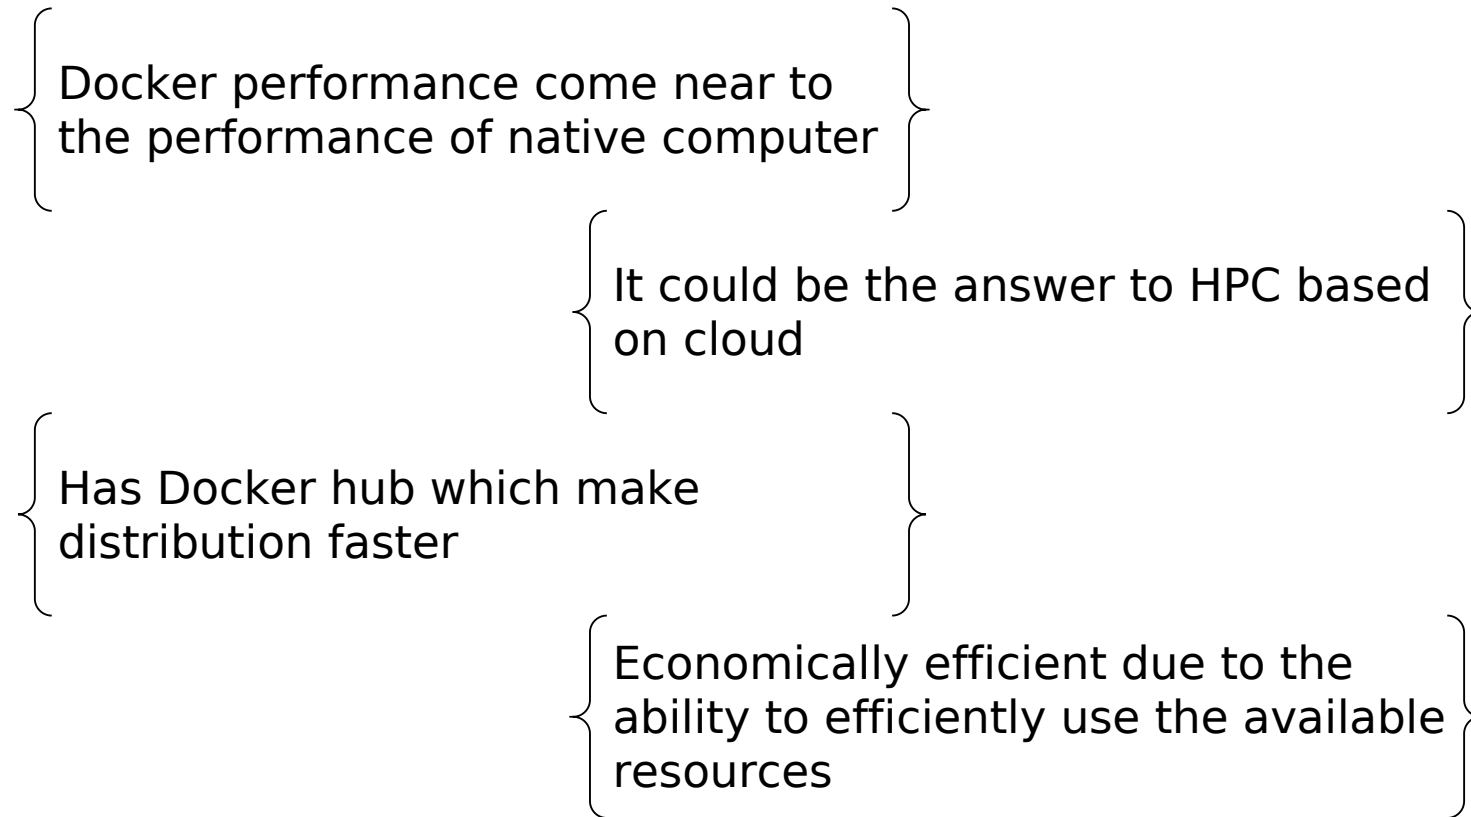 Docker performance come near to
the performance of native computer
It could be the answer to HPC based
on cloud
Has Docker hub which make
distribution faster
Economically efficient due to the
ability to efficiently use the available
resources